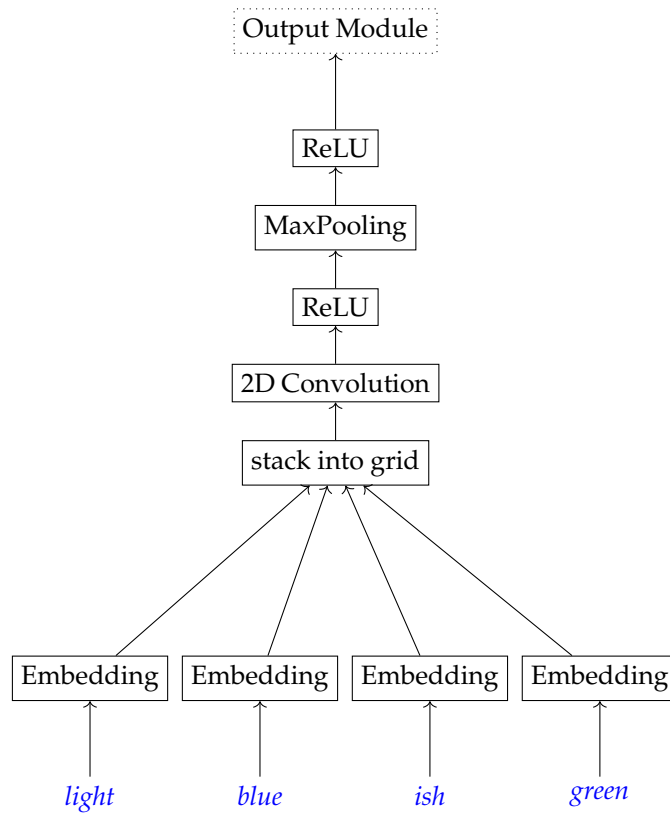 Output Module
ReLU
MaxPooling
ReLU
2D Convolution
stack into grid
Embedding Embedding Embedding Embedding
light blue ish green